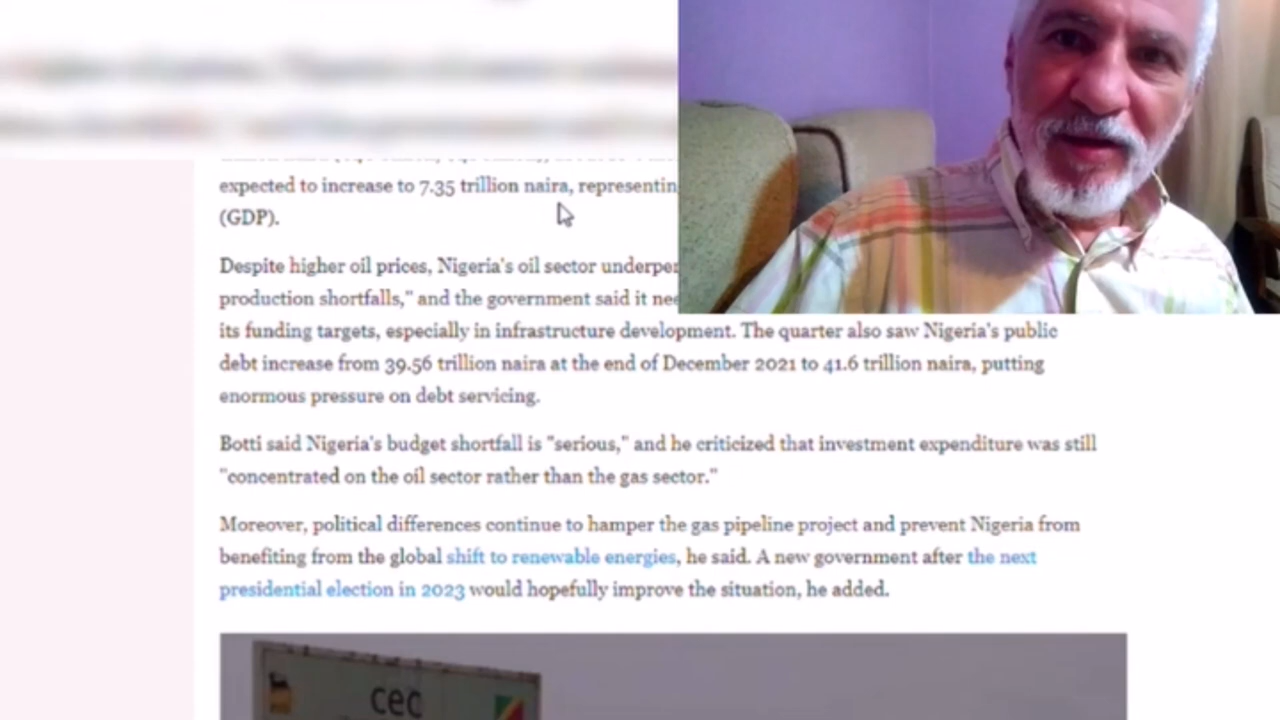 expected to increase to 7.35 trillion naira, representin
(GDP).
Despite higher oil prices, Nigeria's oil sector underper
production shortfalls," and the government said it nee
its funding targets, especially in infrastructure development. The quarter also saw Nigeria's public
debt increase from 39.56 trillion naira at the end of December 2021 to 41.6 trillion naira, putting
enormous pressure on debt servicing.
Botti said Nigeria's budget shortfall is "serious," and he criticized that investment expenditure was still
"concentrated on the oil sector rather than the gas sector."
Moreover, political differences continue to hamper the gas pipeline project and prevent Nigeria from
benefiting from the global shift to renewable energies, he said. A new government after the next
presidential election in 2023 would hopefully improve the situation, he added.
cec